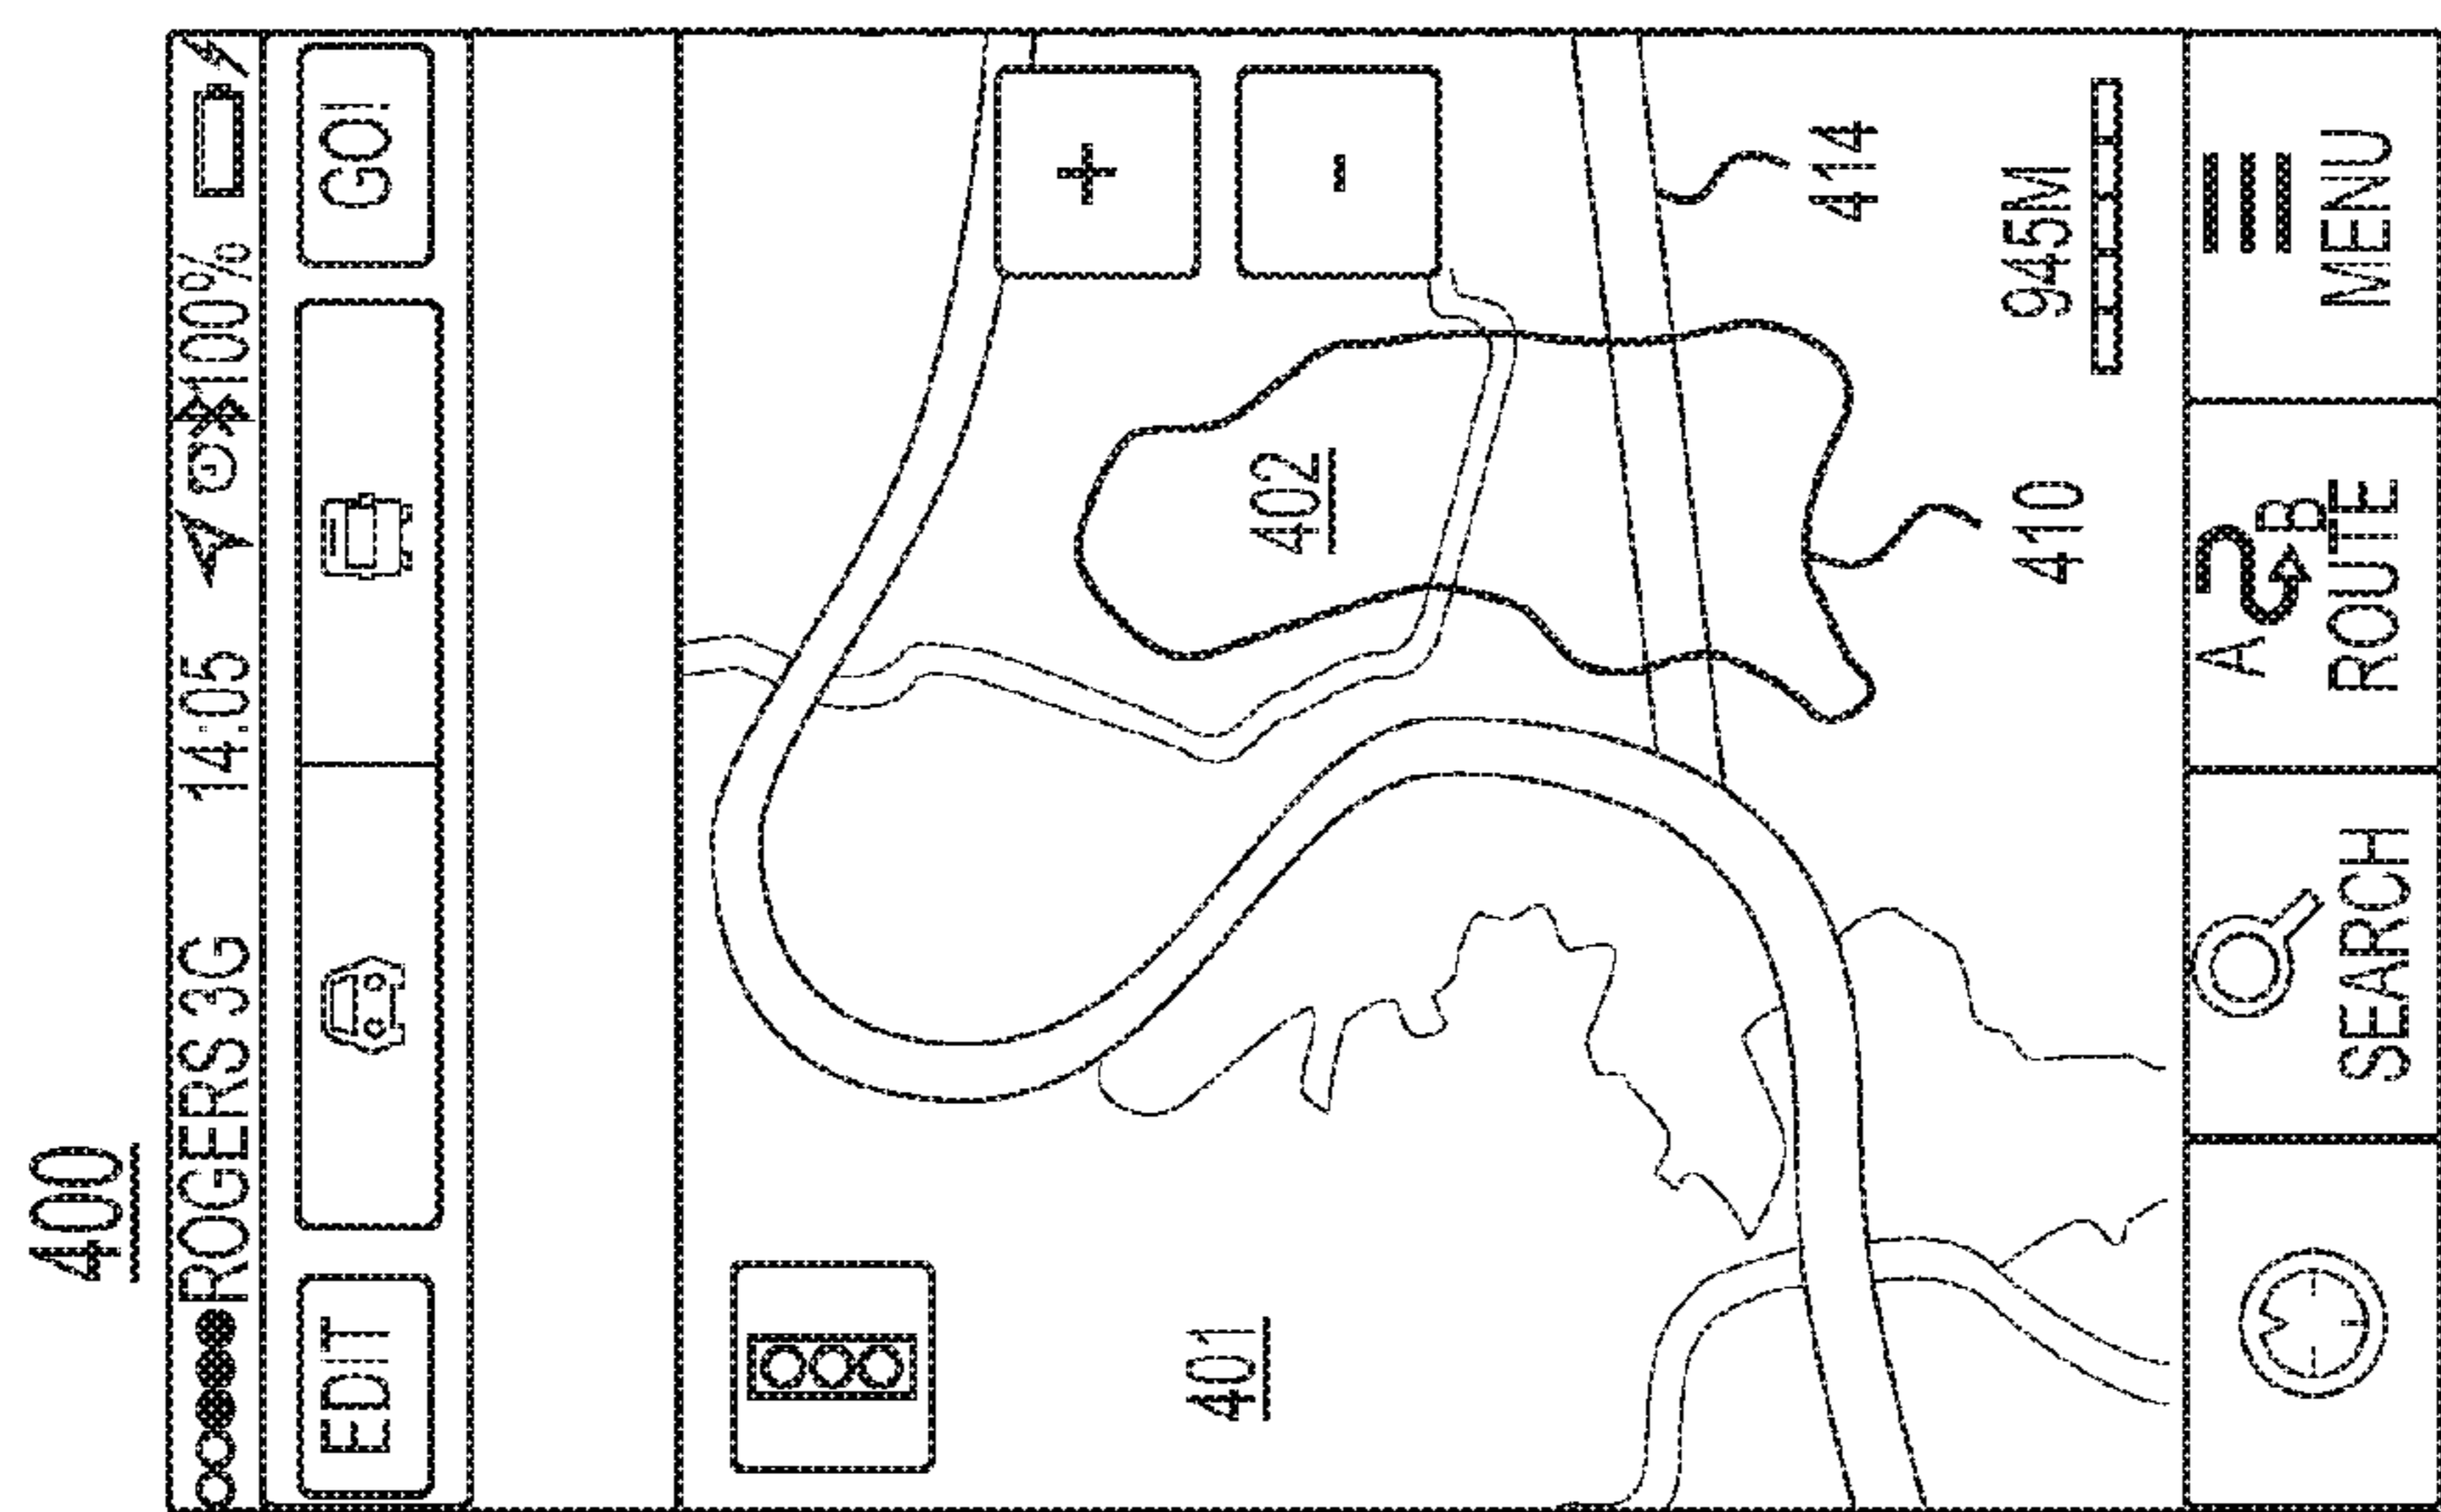 400
ROGERS 3G 14:05 100%
EDIT GO!
+
-
401
402
414
410
945M
SEARCH
A B
ROUTE
MENU